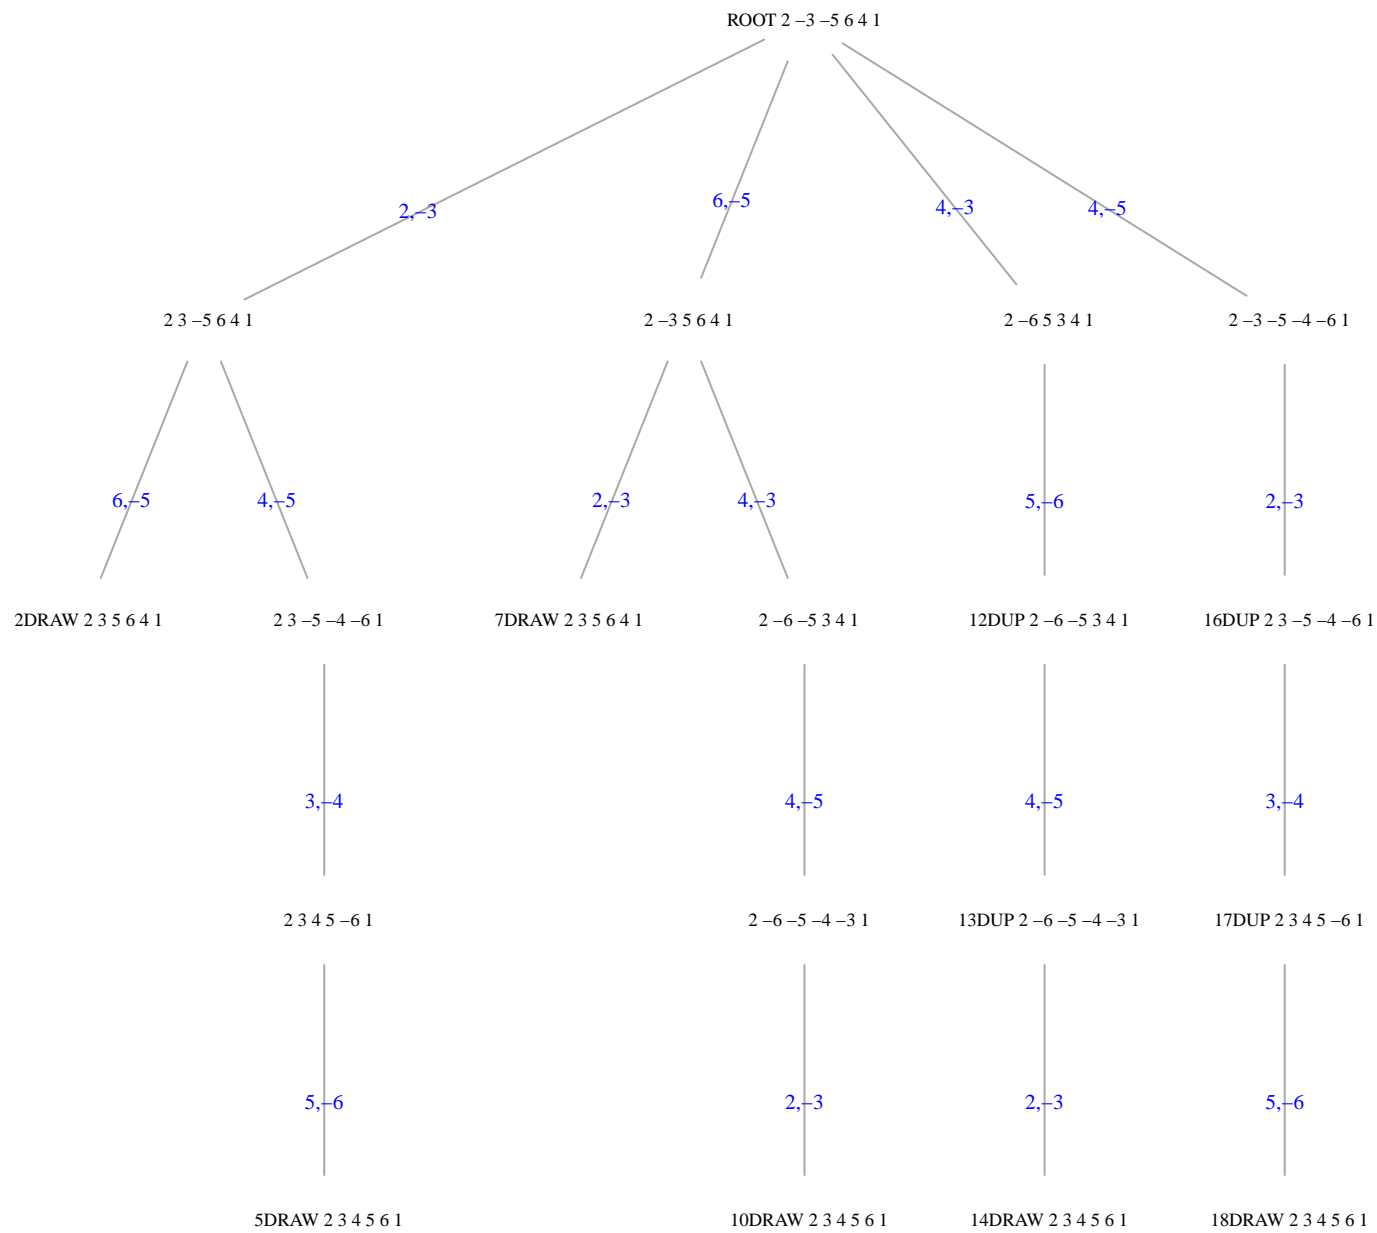 ROOT 2 –3 –5 6 4 1
2,–3 6,–5 4,–3 4,–5
2 3 –5 6 4 1 2 –3 5 6 4 1 2 –6 5 3 4 1 2 –3 –5 –4 –6 1
6,–5 4,–5 2,–3 4,–3 5,–6 2,–3
2DRAW 2 3 5 6 4 1 2 3 –5 –4 –6 1 7DRAW 2 3 5 6 4 1 2 –6 –5 3 4 1 12DUP 2 –6 –5 3 4 1 16DUP 2 3 –5 –4 –6 1
3,–4 4,–5 4,–5 3,–4
2 3 4 5 –6 1 2 –6 –5 –4 –3 1 13DUP 2 –6 –5 –4 –3 1 17DUP 2 3 4 5 –6 1
5,–6 2,–3 2,–3 5,–6
5DRAW 2 3 4 5 6 1 10DRAW 2 3 4 5 6 1 14DRAW 2 3 4 5 6 1 18DRAW 2 3 4 5 6 1